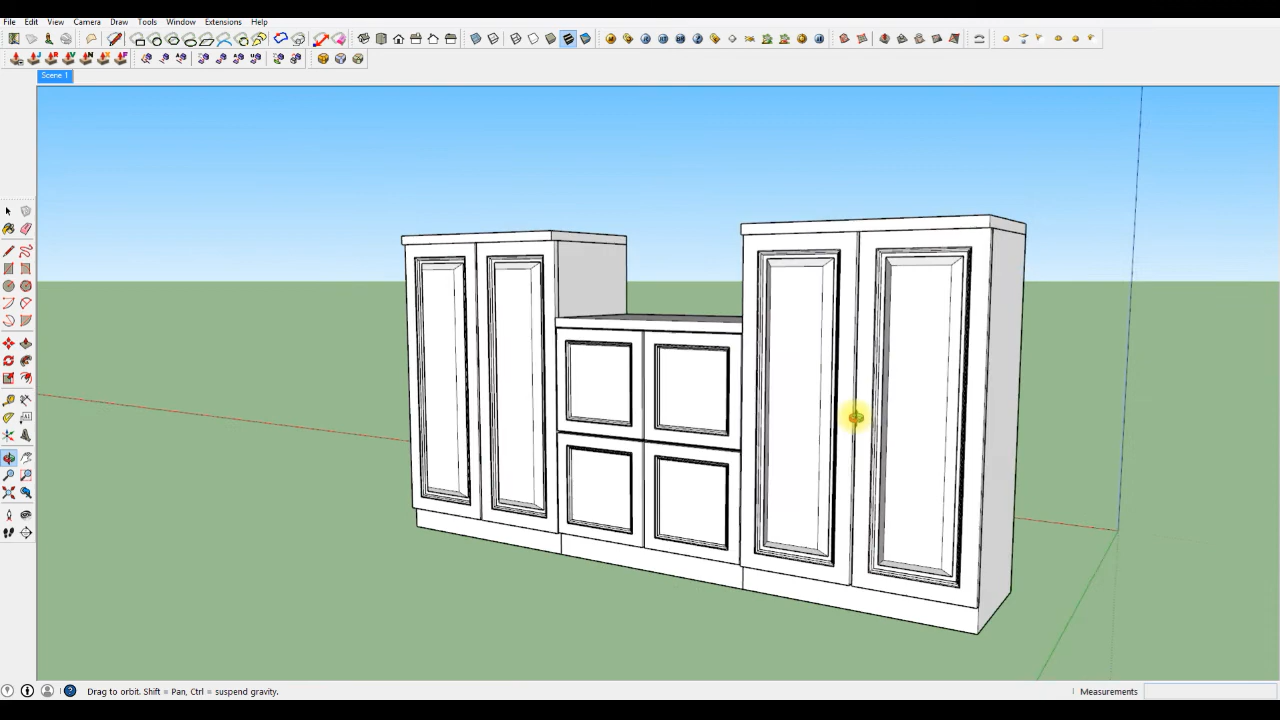 File Edit View Camera Draw Tools Window Extensions Help
Scene 1
Drag to orbit. Shift = Pan, Ctrl = suspend gravity.
Measurements